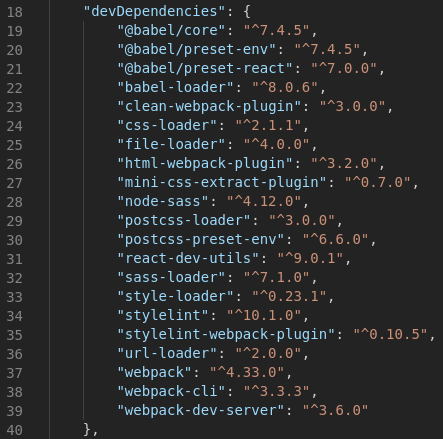 18 "devDependencies": {
19 "@babel/core": "^7.4.5",
20 "@babel/preset-env": "^7.4.5",
21 "@babel/preset-react": "^7.0.0",
22 "babel-loader": "^8.0.6",
23 "clean-webpack-plugin": "^3.0.0",
24 "css-loader": "^2.1.1",
25 "file-loader": "^4.0.0",
26 "html-webpack-plugin": "^3.2.0",
27 "mini-css-extract-plugin": "^0.7.0",
28 "node-sass": "^4.12.0",
29 "postcss-loader": "^3.0.0",
30 "postcss-preset-env": "^6.6.0",
31 "react-dev-utils": "^9.0.1",
32 "sass-loader": "^7.1.0",
33 "style-loader": "^0.23.1",
34 "stylelint": "^10.1.0",
35 "stylelint-webpack-plugin": "^0.10.5",
36 "url-loader": "^2.0.0",
37 "webpack": "^4.33.0",
38 "webpack-cli": "^3.3.3",
39 "webpack-dev-server": "^3.6.0"
40 },